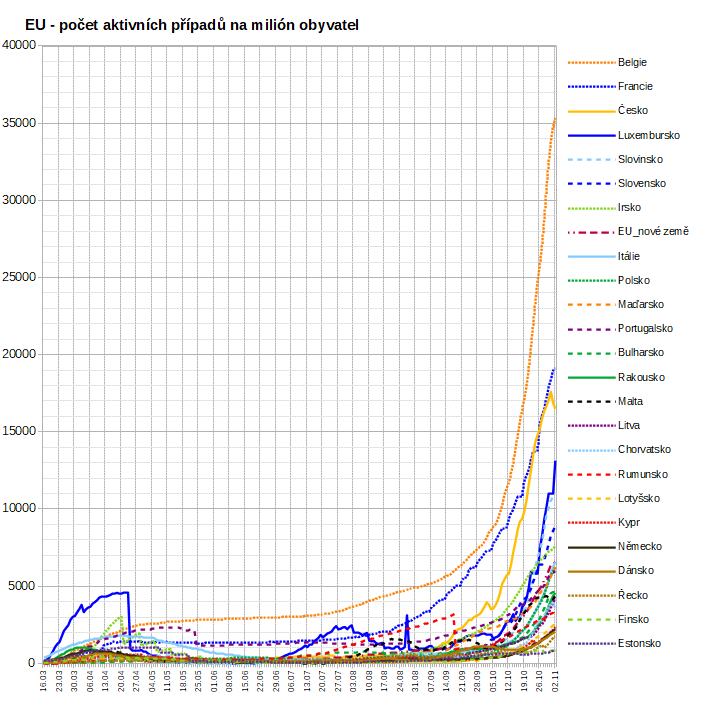 EU - počet aktivních případů na milión obyvatel
40000
35000
30000
25000
20000
15000
10000
5000
0
16.03
23.03
30.03
06.04
13.04
20.04
27.04
04.05
11.05
18.05
25.05
01.06
08.06
15.06
22.06
29.06
06.07
13.07
20.07
27.07
03.08
10.08
17.08
24.08
31.08
07.09
14.09
21.09
28.09
05.10
12.10
19.10
26.10
02.11
Belgie
Francie
Česko
Luxembursko
Slovinsko
Slovensko
Irsko
EU_nové země
Itálie
Polsko
Maďarsko
Portugalsko
Bulharsko
Rakousko
Malta
Litva
Chorvatsko
Rumunsko
Lotyšsko
Kypr
Německo
Dánsko
Řecko
Finsko
Estonsko